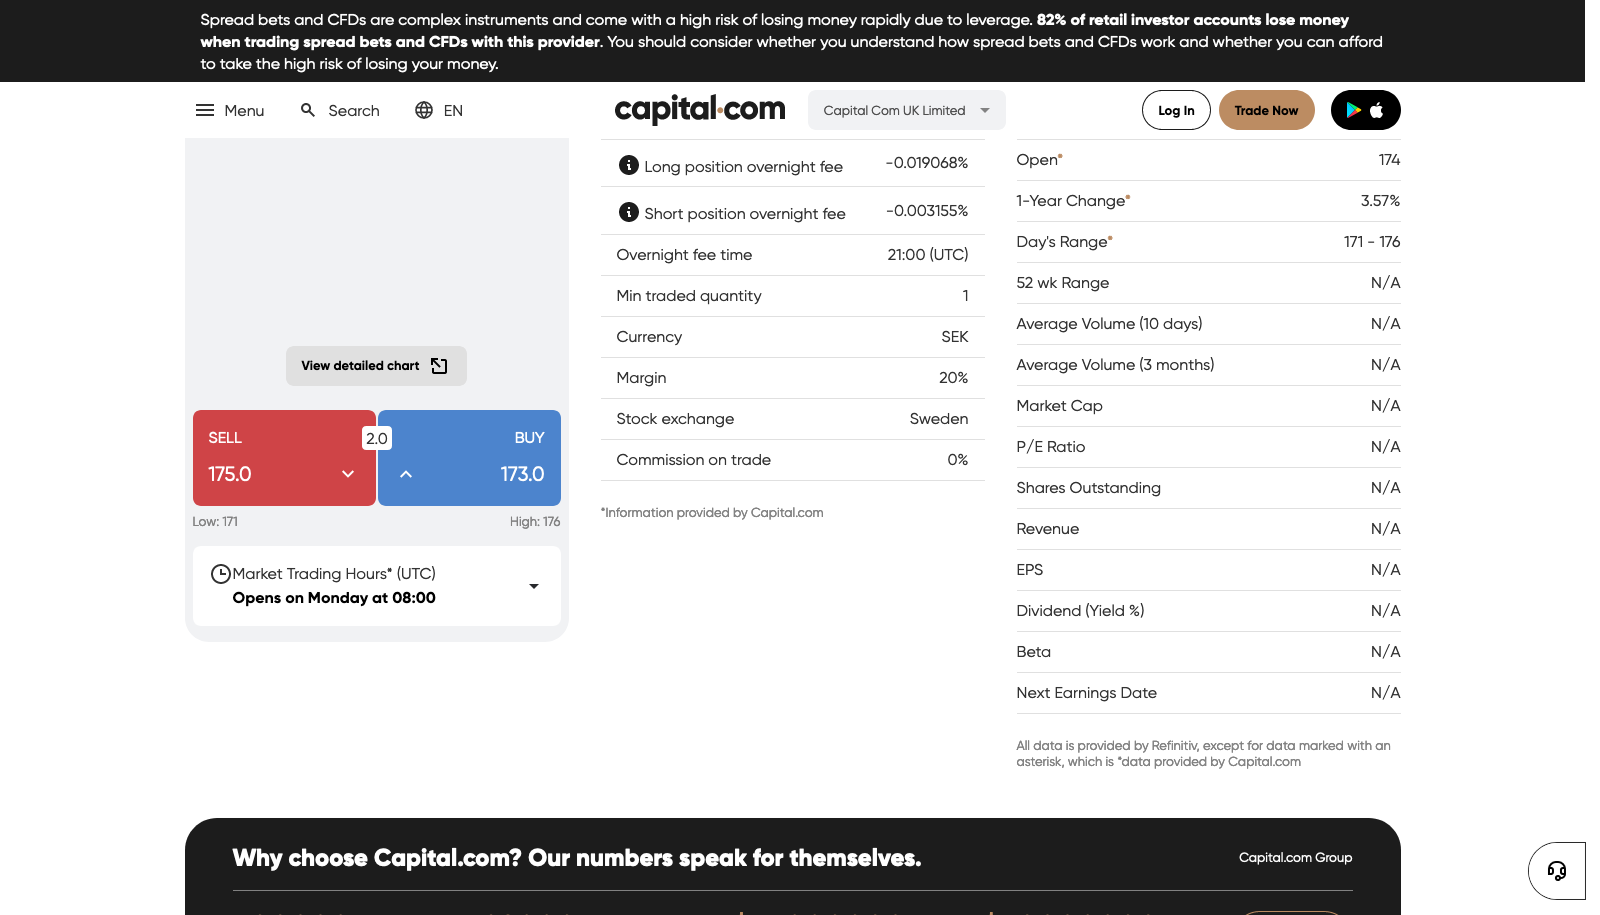 Spread bets and CFDs are complex instruments and come with a high risk of losing money rapidly due to leverage. 82% of retail investor accounts lose money
when trading spread bets and CFDs with this provider. You should consider whether you understand how spread bets and CFDs work and whether you can afford
to take the high risk of losing your money.
Menu
Search
EN
capital.com
Capital Com UK Limited
Log In
Trade Now
View detailed chart
SELL
175.0
2.0
BUY
173.0
Low: 171
High: 176
Market Trading Hours* (UTC)
Opens on Monday at 08:00
Long position overnight fee -0.019068%
Short position overnight fee -0.003155%
Overnight fee time 21:00 (UTC)
Min traded quantity 1
Currency SEK
Margin 20%
Stock exchange Sweden
Commission on trade 0%
*Information provided by Capital.com
Open* 174
1-Year Change* 3.57%
Day's Range* 171 - 176
52 wk Range N/A
Average Volume (10 days) N/A
Average Volume (3 months) N/A
Market Cap N/A
P/E Ratio N/A
Shares Outstanding N/A
Revenue N/A
EPS N/A
Dividend (Yield %) N/A
Beta N/A
Next Earnings Date N/A
All data is provided by Refinitiv, except for data marked with an
asterisk, which is *data provided by Capital.com
Why choose Capital.com? Our numbers speak for themselves.
Capital.com Group